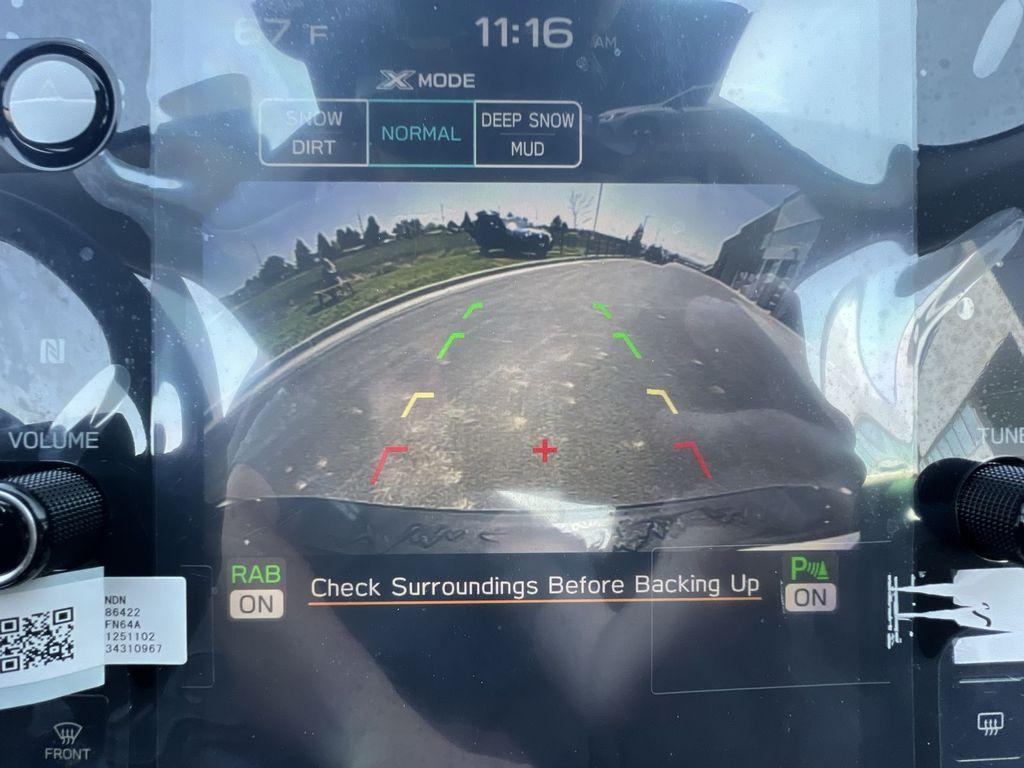 67 F
11:16 AM
X MODE
SNOW
DIRT
NORMAL
DEEP SNOW
MUD
VOLUME
TUNE
RAB
ON
Check Surroundings Before Backing Up
P
ON
NDN
86422
FN64A
1251102
34310967
FRONT